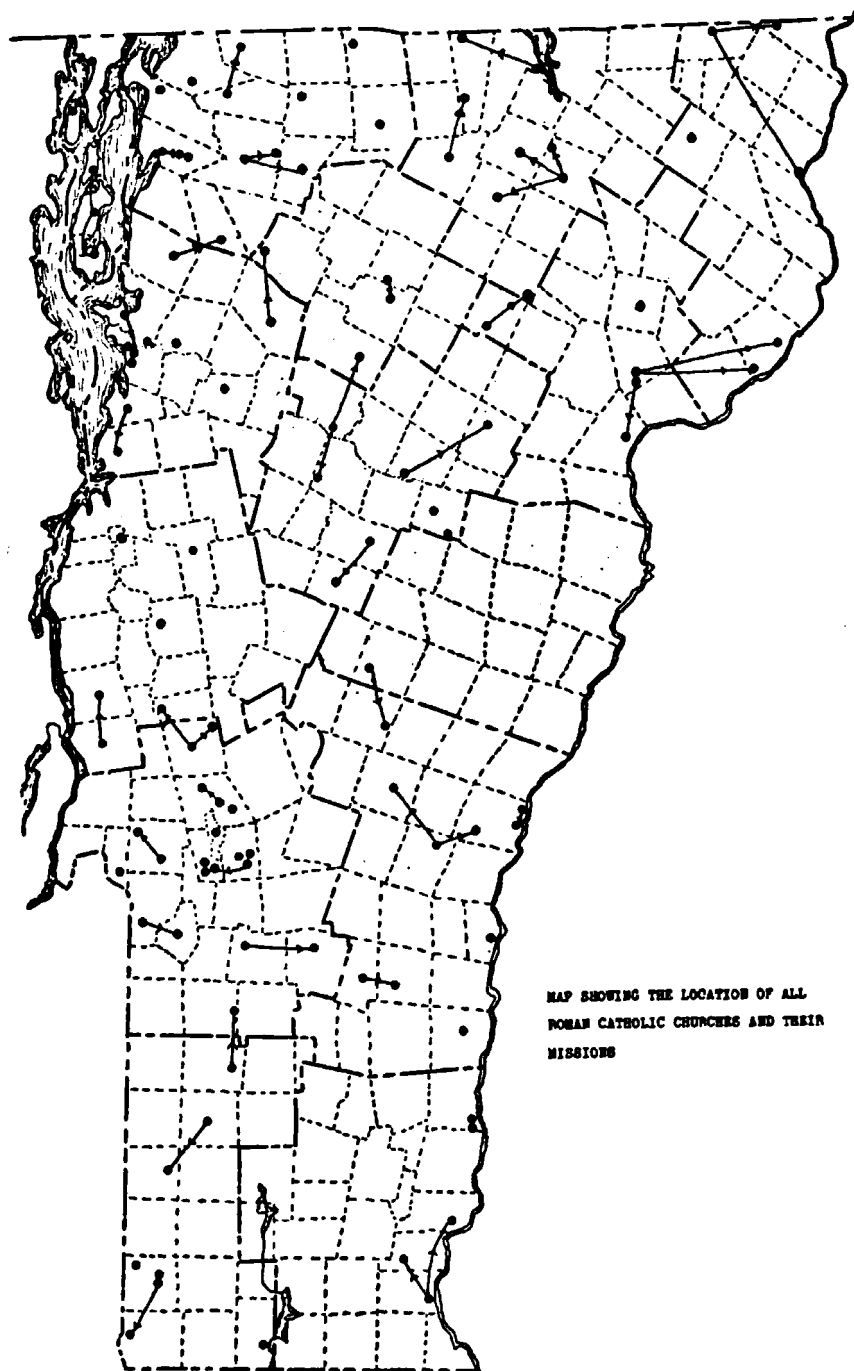 MAP SHOWING THE LOCATION OF ALL
ROMAN CATHOLIC CHURCHES AND THEIR
MISSIONS